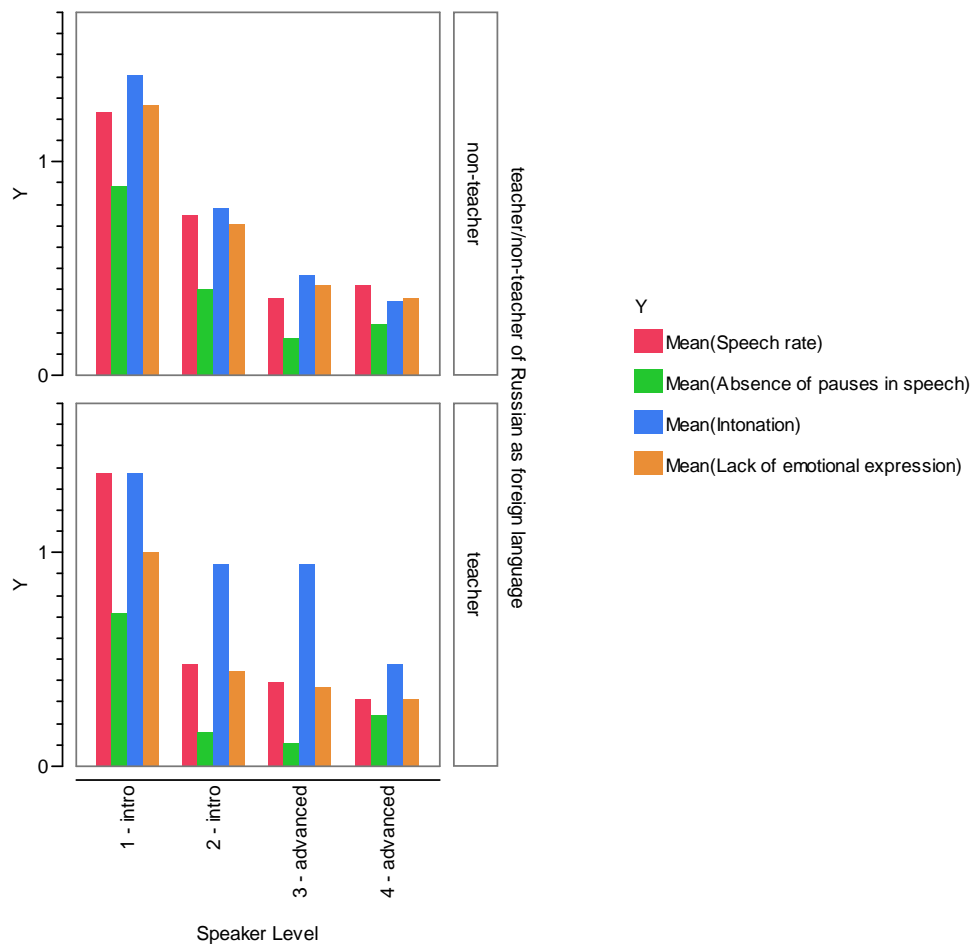 Y
1
0
non-teacher
Y
1
0
teacher
teacher/non-teacher of Russian as foreign language
1 - intro
2 - intro
3 - advanced
4 - advanced
Speaker Level
Y
Mean(Speech rate)
Mean(Absence of pauses in speech)
Mean(Intonation)
Mean(Lack of emotional expression)